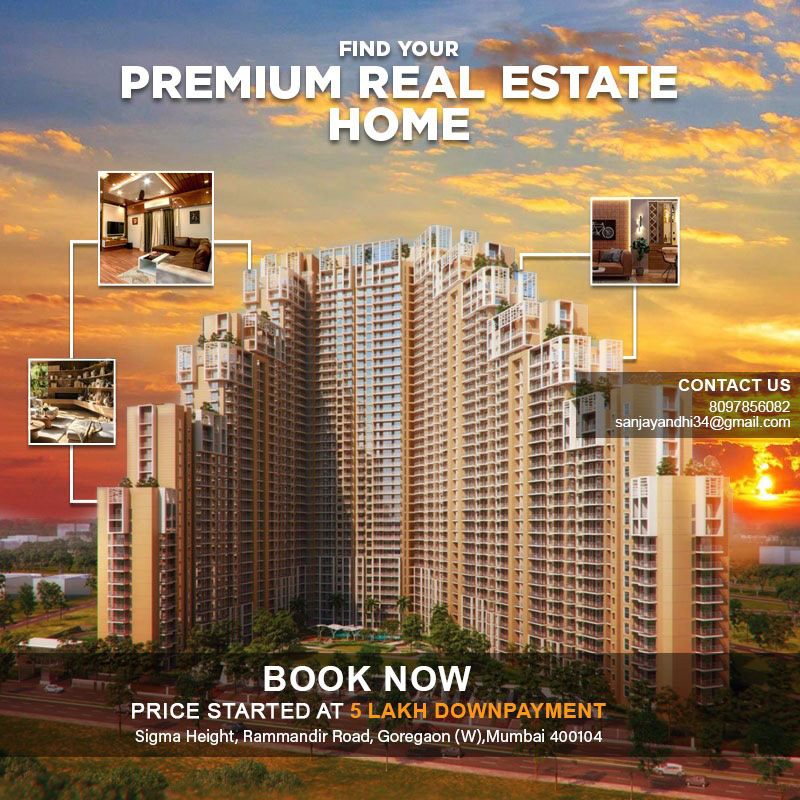 FIND YOUR
PREMIUM REAL ESTATE
HOME
CONTACT US
8097856082
sanjayandhi34@gmail.com
BOOK NOW
PRICE STARTED AT 5 LAKH DOWNPAYMENT
Sigma Height, Rammandir Road, Goregaon (W),Mumbai 400104